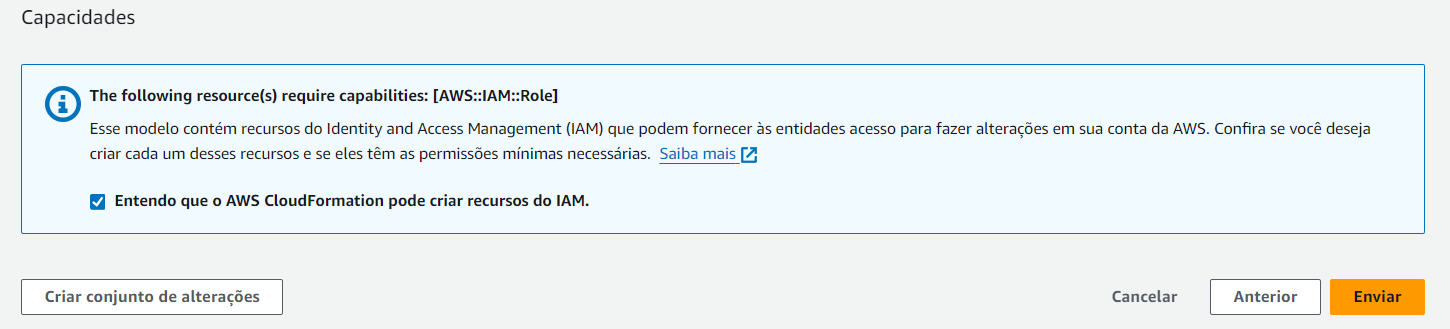 Capacidades
The following resource(s) require capabilities: [AWS::IAM::Role]
Esse modelo contém recursos do Identity and Access Management (IAM) que podem fornecer às entidades acesso para fazer alterações em sua conta da AWS. Confira se você deseja
criar cada um desses recursos e se eles têm as permissões mínimas necessárias. Saiba mais
Entendo que o AWS CloudFormation pode criar recursos do IAM.
Criar conjunto de alterações Cancelar Anterior Enviar